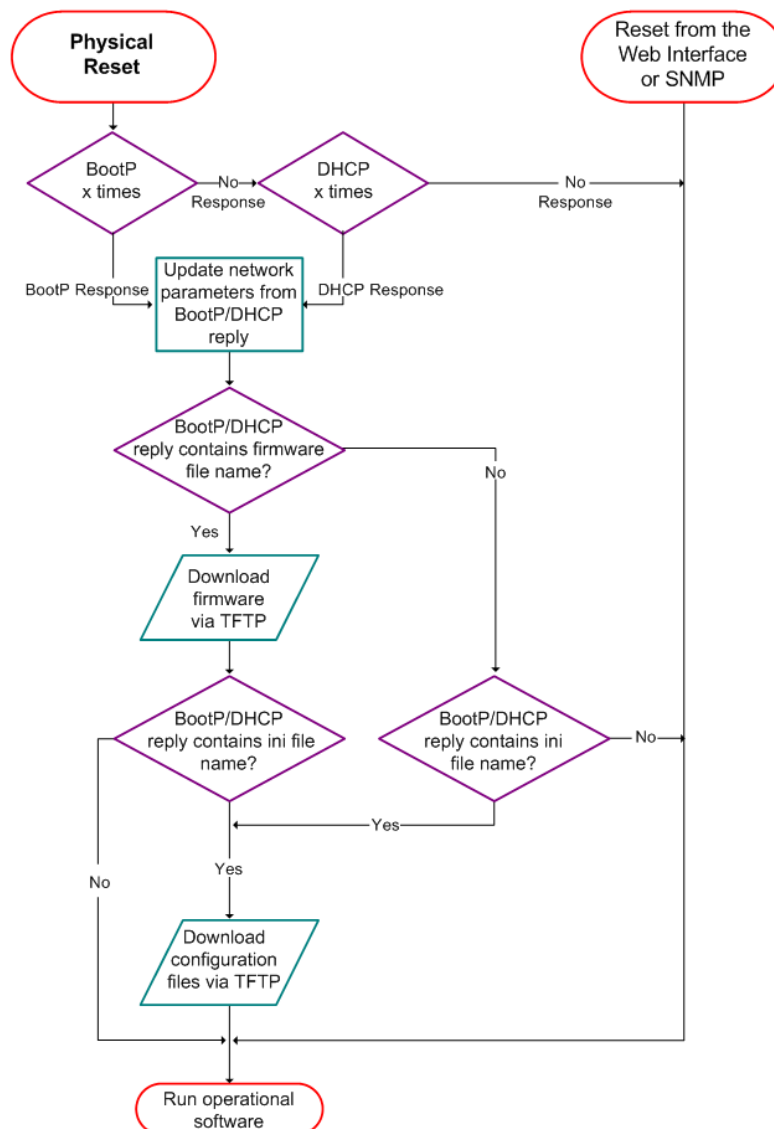 Physical
Reset
Reset from the
Web Interface
or SNMP
BootP
x times
No
Response
DHCP
x times
No
Response
BootP Response
Update network
parameters from
BootP/DHCP
reply
DHCP Response
BootP/DHCP
reply contains firmware
file name?
No
Yes
Download
firmware
via TFTP
BootP/DHCP
reply contains ini file
name?
BootP/DHCP
reply contains ini
file name?
No
Yes
Yes
No
Download
configuration
files via TFTP
Run operational
software